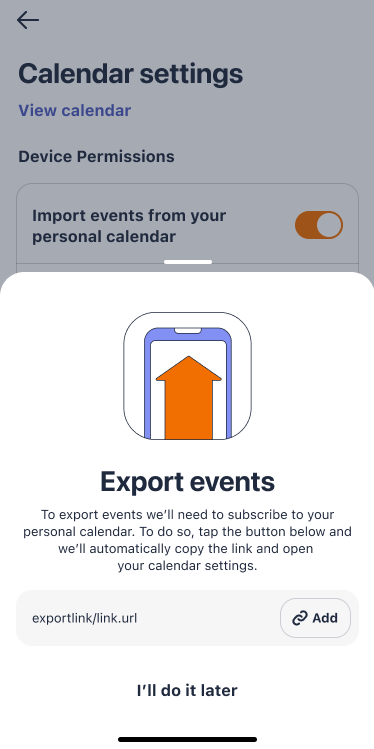 Calendar settings
View calendar
Device Permissions
Import events from your
personal calendar
Export events
To export events we’ll need to subscribe to your
personal calendar. To do so, tap the button below and
we’ll automatically copy the link and open
your calendar settings.
exportlink/link.url
Add
I’ll do it later